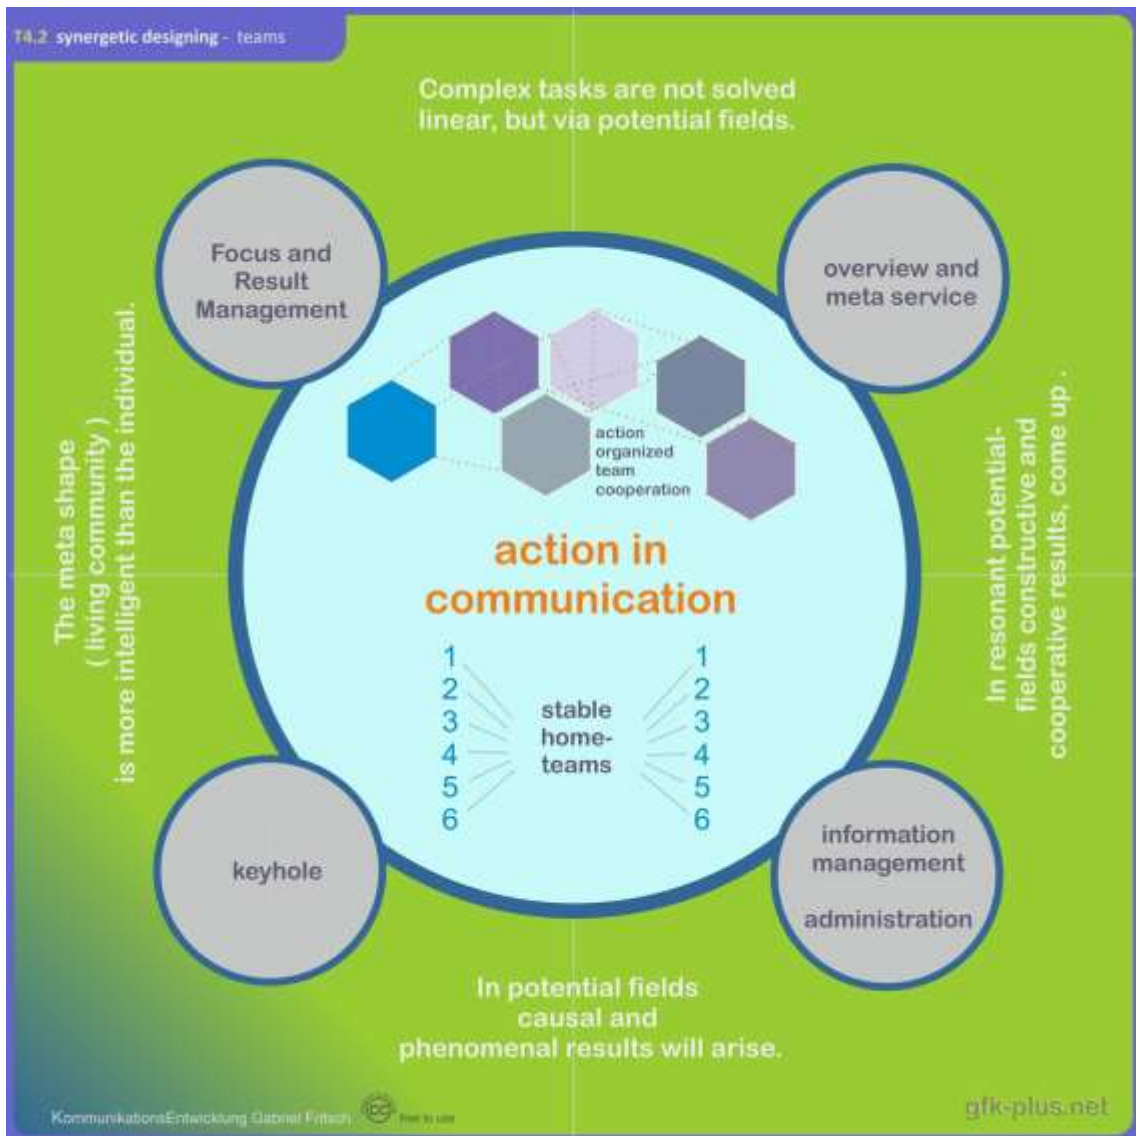 T4.2 synergetic designing - teams
Complex tasks are not solved
linear, but via potential fields.
Focus and
Result
Management
overview and
meta service
The meta shape
( living community )
is more intelligent than the individual.
In resonant potential-
fields constructive and
cooperative results, come up .
action
organized
team
cooperation
action in
communication
1
2
3
4
5
6
stable
home-
teams
1
2
3
4
5
6
keyhole
information
management
administration
In potential fields
causal and
phenomenal results will arise.
KommunikationsEntwicklung Gabriel Fritsch
cc
free to use
gfk-plus.net